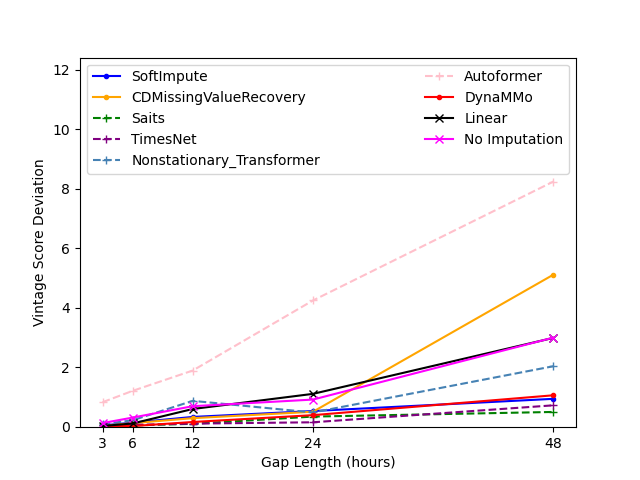 12
10
8
6
4
2
0
Vintage Score Deviation
SoftImpute
CDMissingValueRecovery
Saits
TimesNet
Nonstationary_Transformer
Autoformer
DynaMMo
Linear
No Imputation
3 6 12 24 48
Gap Length (hours)